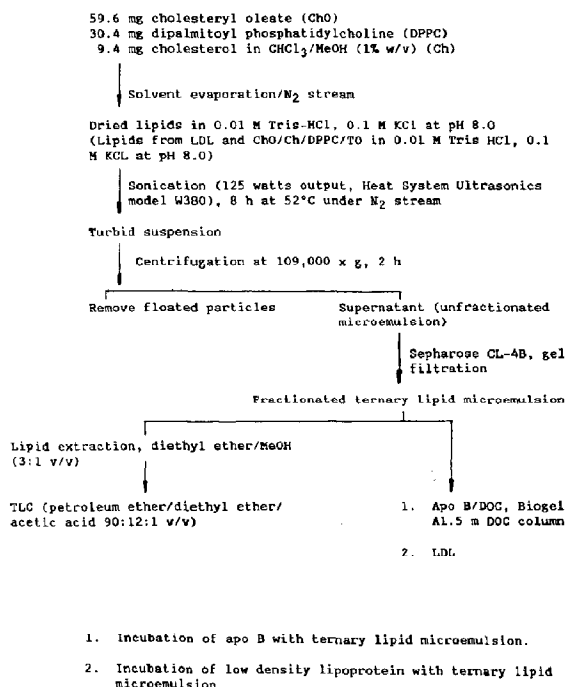 59.6 mg cholesteryl oleate (ChO)
30.4 mg dipalmitoyl phosphatidylcholine (DPPC)
9.4 mg cholesterol in CHCl3/MeOH (1% w/v) (Ch)
Solvent evaporation/N2 stream
Dried lipids in 0.01 M Tris-HCl, 0.1 M KCl at pH 8.0
(Lipids from LDL and ChO/Ch/DPPC/TO in 0.01 M Tris HCl, 0.1
M KCL at pH 8.0)
Sonication (125 watts output, Heat System Ultrasonics
model W380), 8 h at 52°C under N2 stream
Turbid suspension
Centrifugation at 109,000 x g, 2 h
Remove floated particles
Supernatant (unfractionated
microemulsion)
Sepharose CL-4B, gel
filtration
Fractionated ternary lipid microemulsion
Lipid extraction, diethyl ether/MeOH
(3:1 v/v)
TLC (petroleum ether/diethyl ether/
acetic acid 90:12:1 v/v)
1. Apo B/DOC, Biogel
A1.5 m DOC column
2. LDL
1. Incubation of apo B with ternary lipid microemulsion.
2. Incubation of low density lipoprotein with ternary lipid
microemulsion